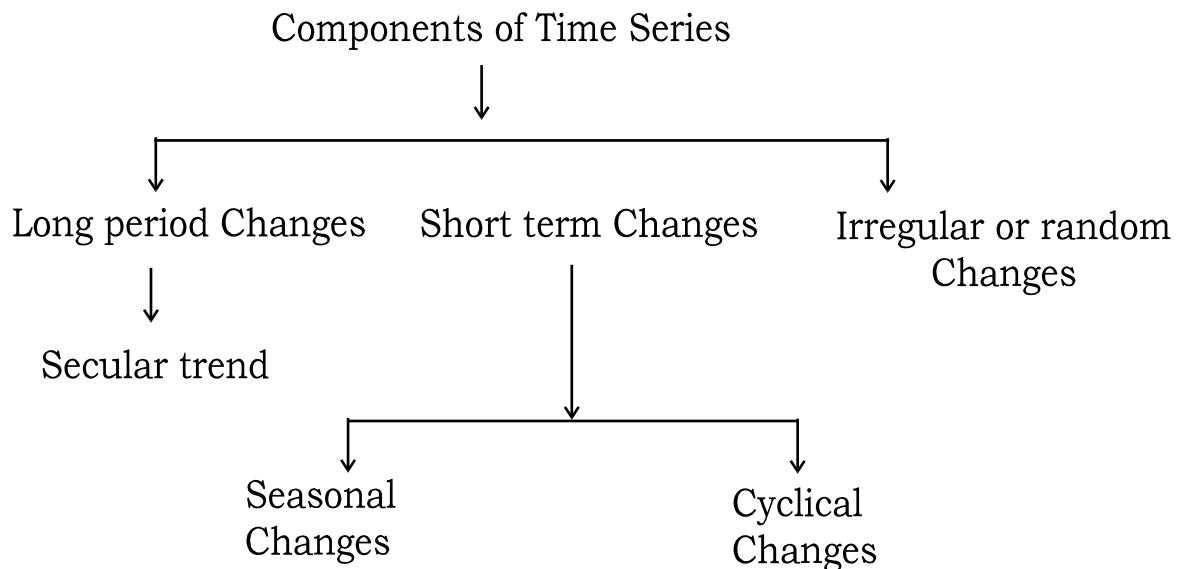 Components of Time Series
Long period Changes
Short term Changes
Irregular or random
Changes
Secular trend
Seasonal
Changes
Cyclical
Changes